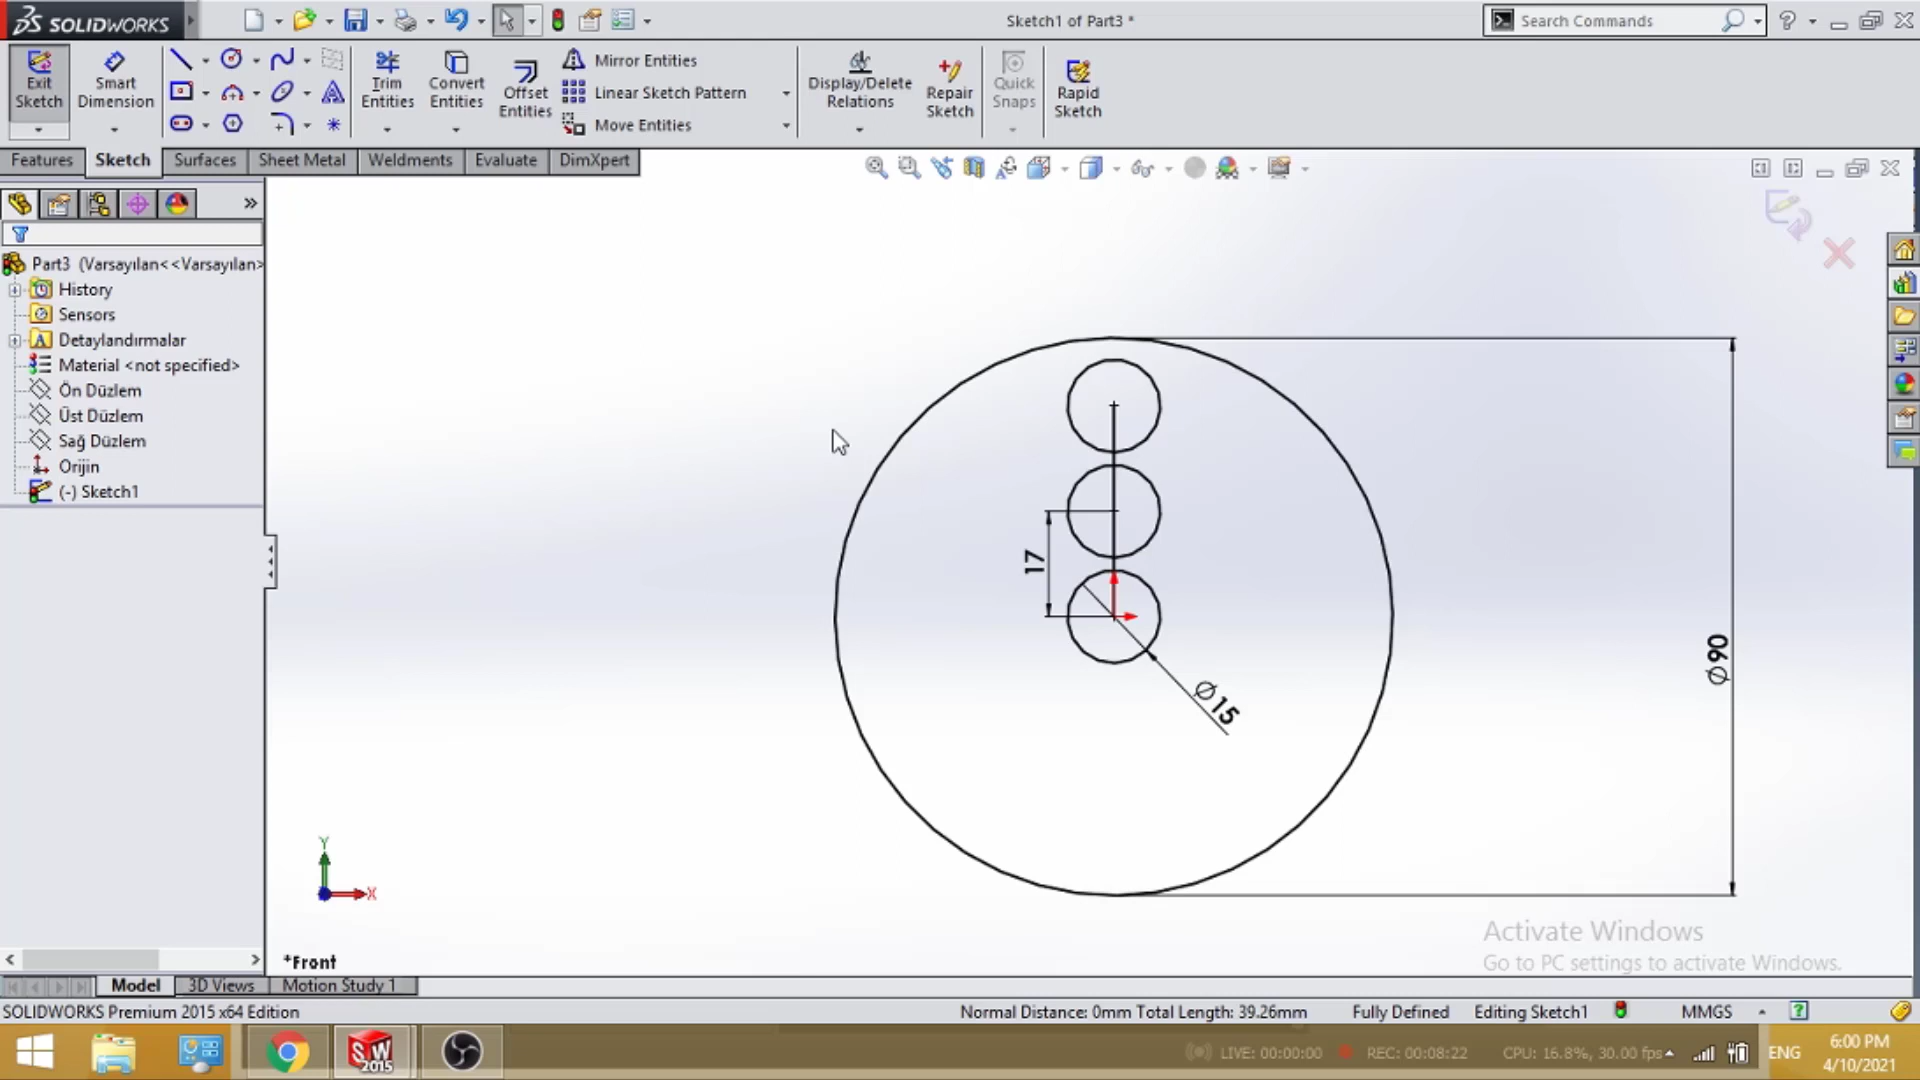 SOLIDWORKS
Sketch1 of Part3 *
Search Commands
Exit
Sketch
Smart
Dimension
Trim
Entities
Convert
Entities
Offset
Entities
Mirror Entities
Linear Sketch Pattern
Move Entities
Display/Delete
Relations
Repair
Sketch
Quick
Snaps
Rapid
Sketch
Features
Sketch
Surfaces
Sheet Metal
Weldments
Evaluate
DimXpert
Part3 (Varsayılan<<Varsayılan>
History
Sensors
Detaylandırmalar
Material <not specified>
Ön Düzlem
Üst Düzlem
Sağ Düzlem
Orijin
(-) Sketch1
17
Ø15
Ø90
Y
X
*Front
Activate Windows
Go to PC settings to activate Windows.
Model
3D Views
Motion Study 1
SOLIDWORKS Premium 2015 x64 Edition
Normal Distance: 0mm Total Length: 39.26mm
Fully Defined
Editing Sketch1
MMGS
SW
2015
LIVE: 00:00:00
REC: 00:08:22
CPU: 16.8%, 30.00 fps
ENG
6:00 PM
4/10/2021